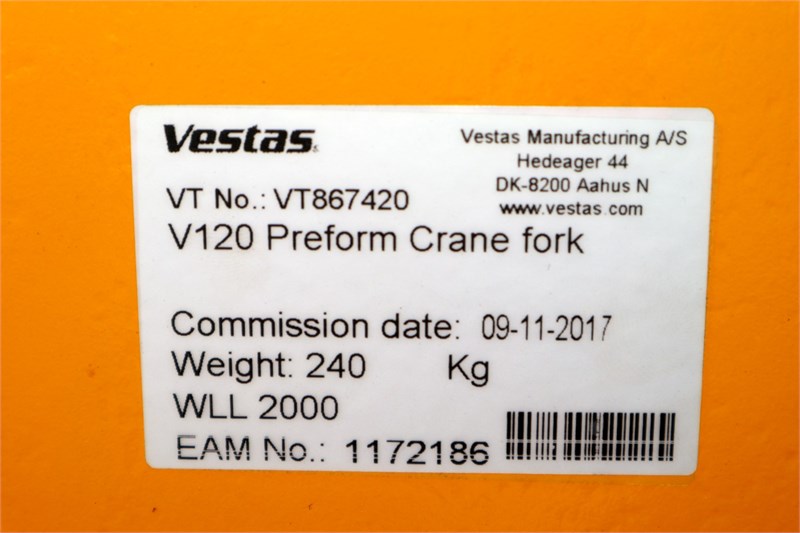 Vestas
Vestas Manufacturing A/S
Hedeager 44
DK-8200 Aahus N
www.vestas.com
VT No.: VT867420
V120 Preform Crane fork
Commission date: 09-11-2017
Weight: 240 Kg
WLL 2000
EAM No.: 1172186